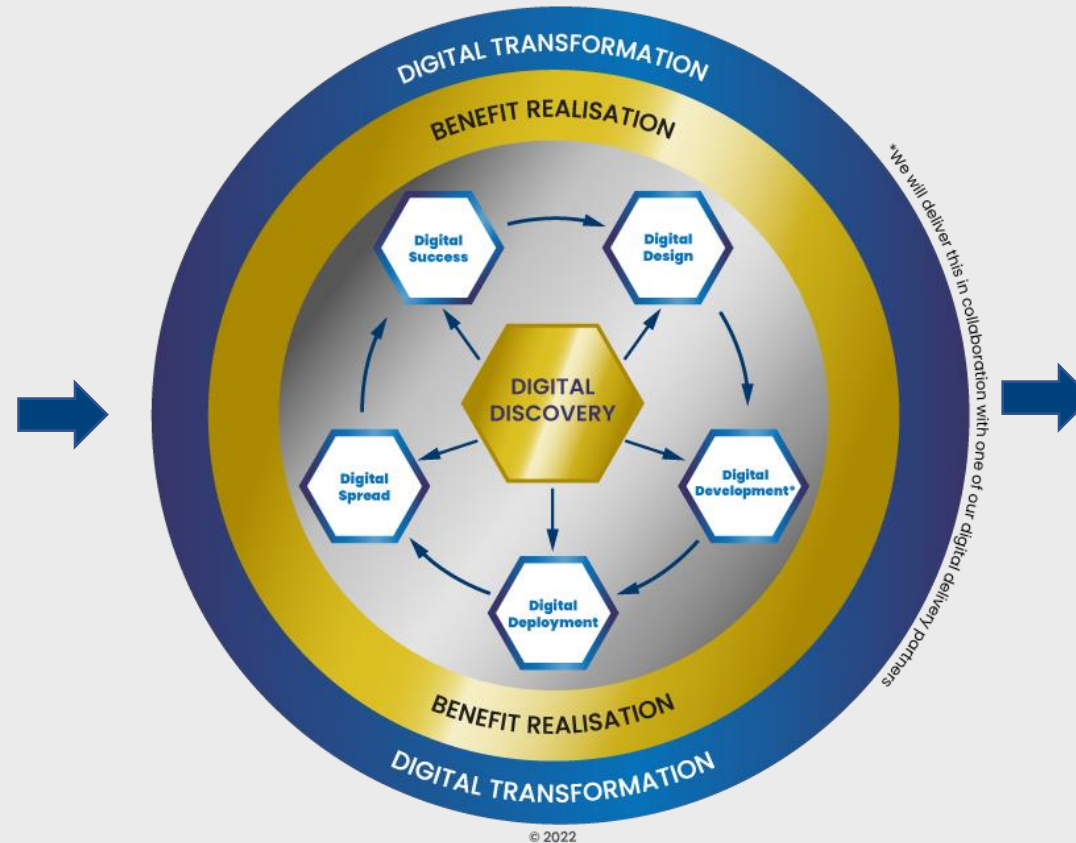 DIGITAL TRANSFORMATION
BENEFIT REALISATION
Digital
Success
Digital
Design
DIGITAL
DISCOVERY
Digital
Spread
Digital
Development*
Digital
Deployment
BENEFIT REALISATION
DIGITAL TRANSFORMATION
*We will deliver this in collaboration with one of our digital delivery partners
© 2022